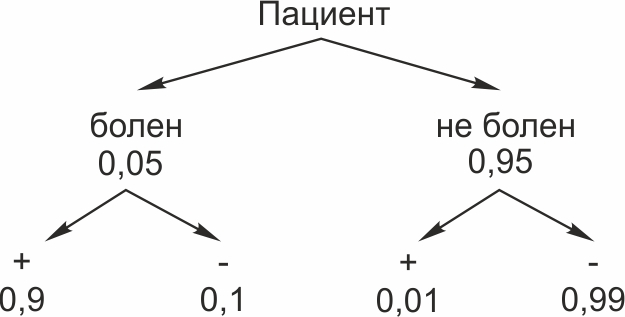 Пациент
болен не болен
0,05 0,95
+ - + -
0,9 0,1 0,01 0,99